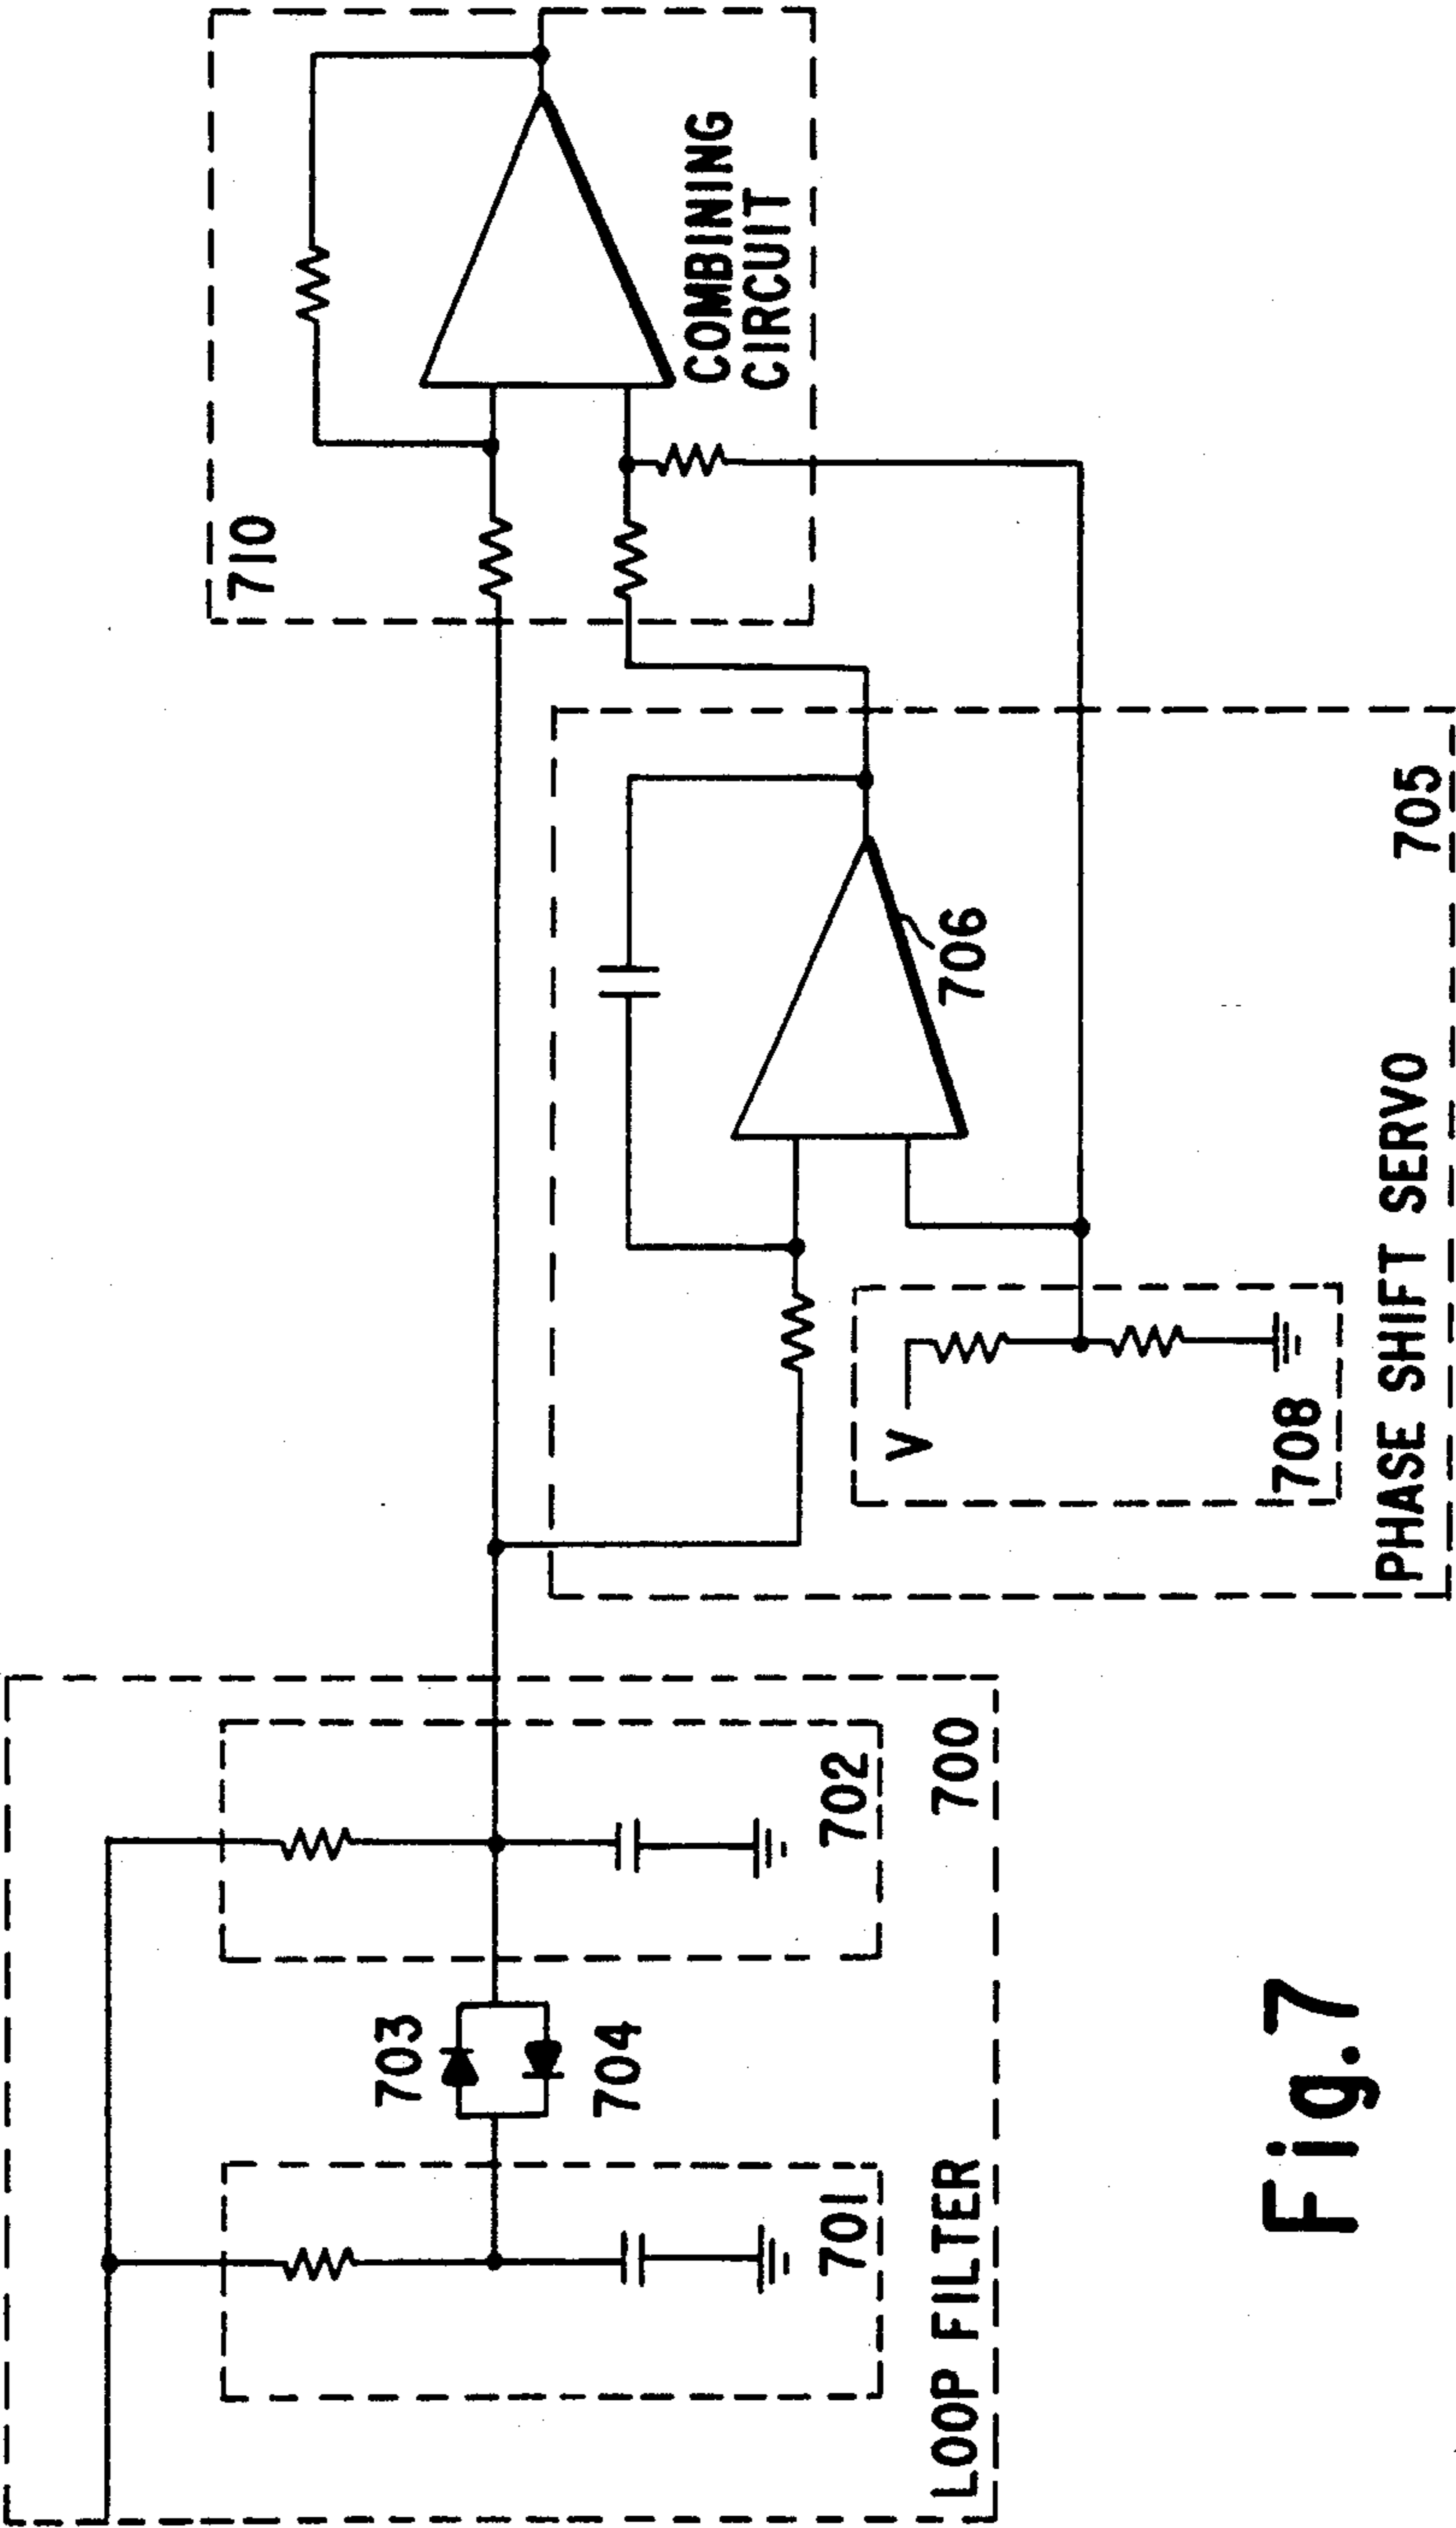 710
COMBINING
CIRCUIT
703
704
702
701
700
LOOP FILTER
706
V
708
705
PHASE SHIFT SERVO
Fig.7